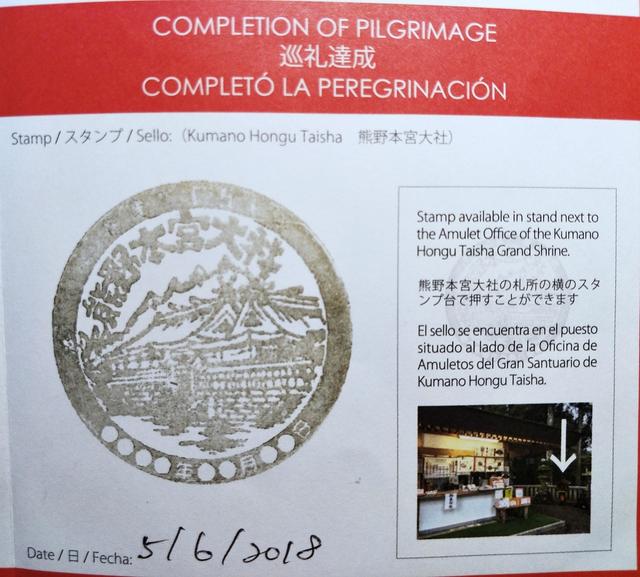 COMPLETION OF PILGRIMAGE
巡礼達成
COMPLETÓ LA PEREGRINACIÓN
Stamp / スタンプ / Sello:（Kumano Hongu Taisha　熊野本宮大社）
熊野本宮大社
年 月 日
Stamp available in stand next to
the Amulet Office of the Kumano
Hongu Taisha Grand Shrine.
熊野本宮大社の札所の横のスタ
ンプ台で押すことができます
El sello se encuentra en el puesto
situado al lado de la Oficina de
Amuletos del Gran Santuario de
Kumano Hongu Taisha.
Date / 日 / Fecha: 5/6/2018